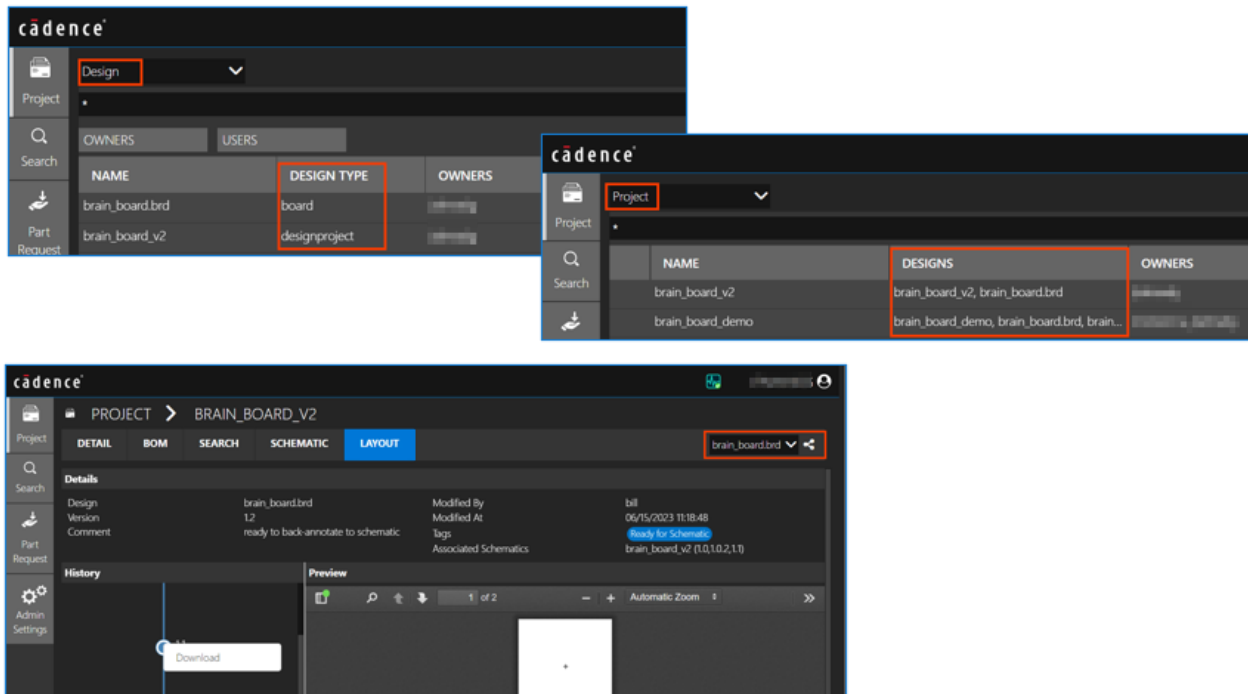 cādence
Project
Search
Part
Request
Design
*
OWNERS USERS
NAME DESIGN TYPE OWNERS
brain_board.brd board
brain_board_v2 designproject
cādence
Project
Search
Project
*
NAME DESIGNS OWNERS
brain_board_v2 brain_board_v2, brain_board.brd
brain_board_demo brain_board_demo, brain_board.brd, brain...
cādence
Project
Search
Part
Request
Admin
Settings
PROJECT BRAIN_BOARD_V2
DETAIL BOM SEARCH SCHEMATIC LAYOUT brain_board.brd
Details
Design brain_board.brd Modified By bill
Version 1.2 Modified At 06/15/2023 11:18:48
Comment ready to back-annotate to schematic Tags Ready for Schematic
Associated Schematics brain_board_v2 (1.0,1.0.2,1.1)
History Preview
1 of 2 − + Automatic Zoom
Download